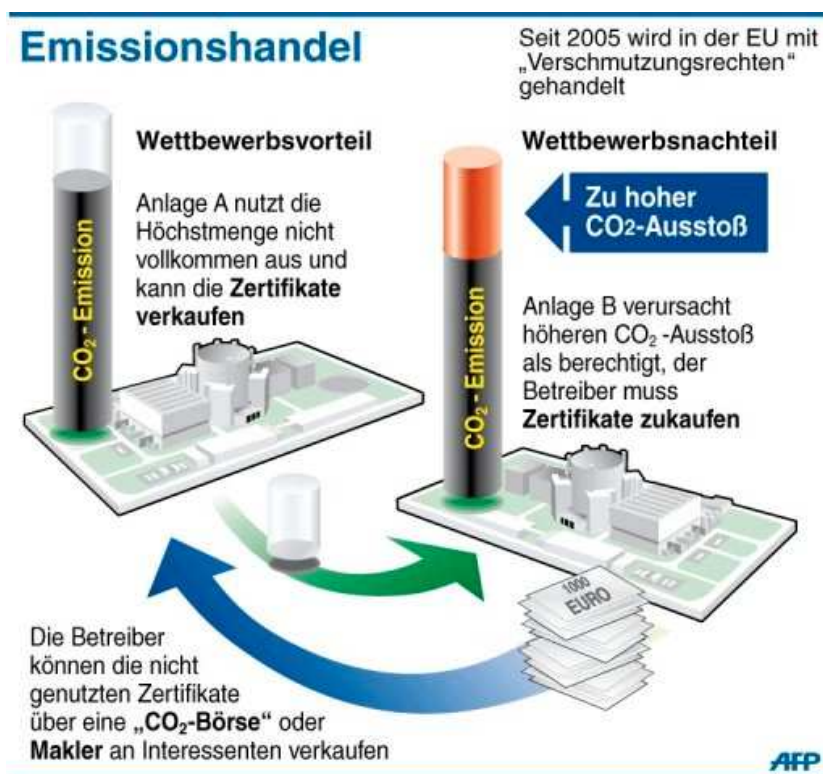 Emissionshandel
Seit 2005 wird in der EU mit
„Verschmutzungsrechten“
gehandelt
Wettbewerbsvorteil
Anlage A nutzt die
Höchstmenge nicht
vollkommen aus und
kann die Zertifikate
verkaufen
CO₂ - Emission
Wettbewerbsnachteil
Zu hoher
CO2-Ausstoß
Anlage B verursacht
höheren CO₂ -Ausstoß
als berechtigt, der
Betreiber muss
Zertifikate zukaufen
CO₂ - Emission
1000
EURO
Die Betreiber
können die nicht
genutzten Zertifikate
über eine „CO₂-Börse“ oder
Makler an Interessenten verkaufen
AFP